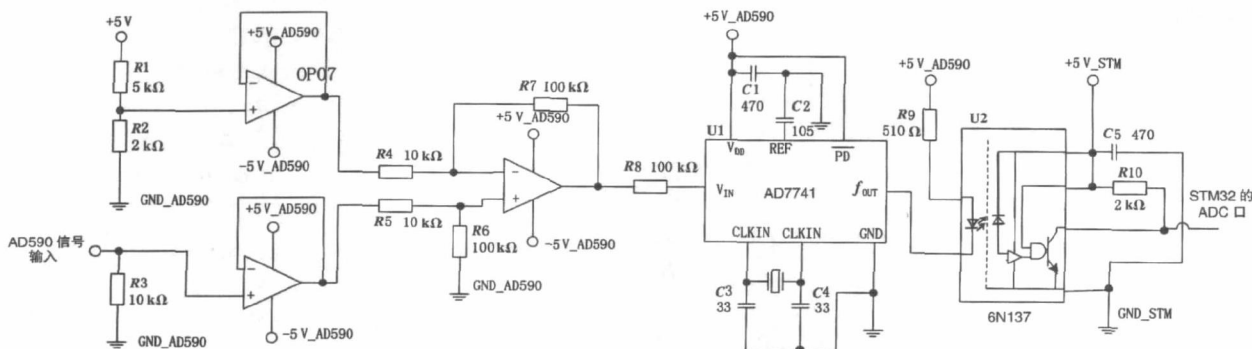 +5 V
R1
5 kΩ
R2
2 kΩ
GND_AD590
+5 V_AD590
OP07
-5 V_AD590
AD590 信号
输入
R3
10 kΩ
GND_AD590
+5 V_AD590
-5 V_AD590
R4 10 kΩ
R5 10 kΩ
R6
100 kΩ
GND_AD590
R7 100 kΩ
+5 V_AD590
-5 V_AD590
R8 100 kΩ
+5 V_AD590
C1
470
C2
105
U1
VDD
REF
PD
VIN
AD7741
fOUT
CLKIN
CLKIN
GND
C3
33
C4
33
+5 V_AD590
R9
510 Ω
U2
6N137
+5 V_STM
C5 470
R10
2 kΩ
STM32 的
ADC 口
GND_STM